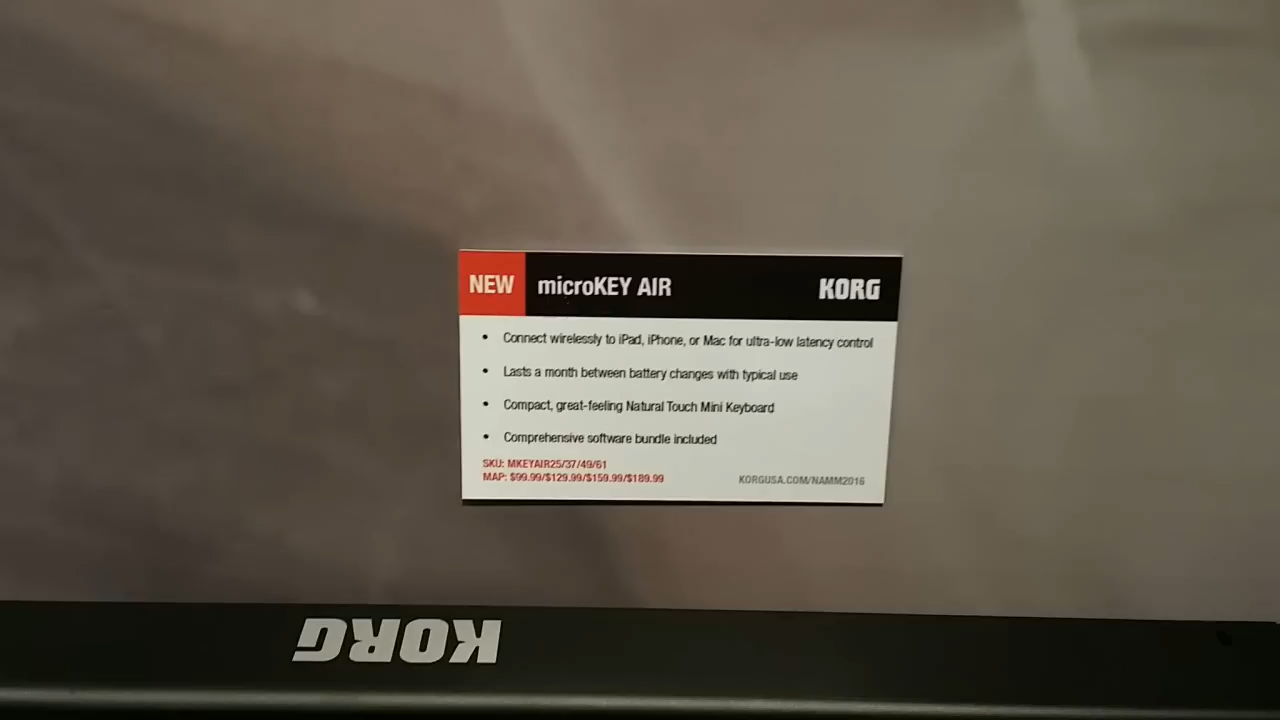 NEW microKEY AIR KORG
• Connect wirelessly to iPad, iPhone, or Mac for ultra-low latency control
• Lasts a month between battery changes with typical use
• Compact, great-feeling Natural Touch Mini Keyboard
• Comprehensive software bundle included
SKU: MKEYAIR25/37/49/61
MAP: $99.99/$129.99/$159.99/$189.99 KORGUSA.COM/NAMM2016
KORG